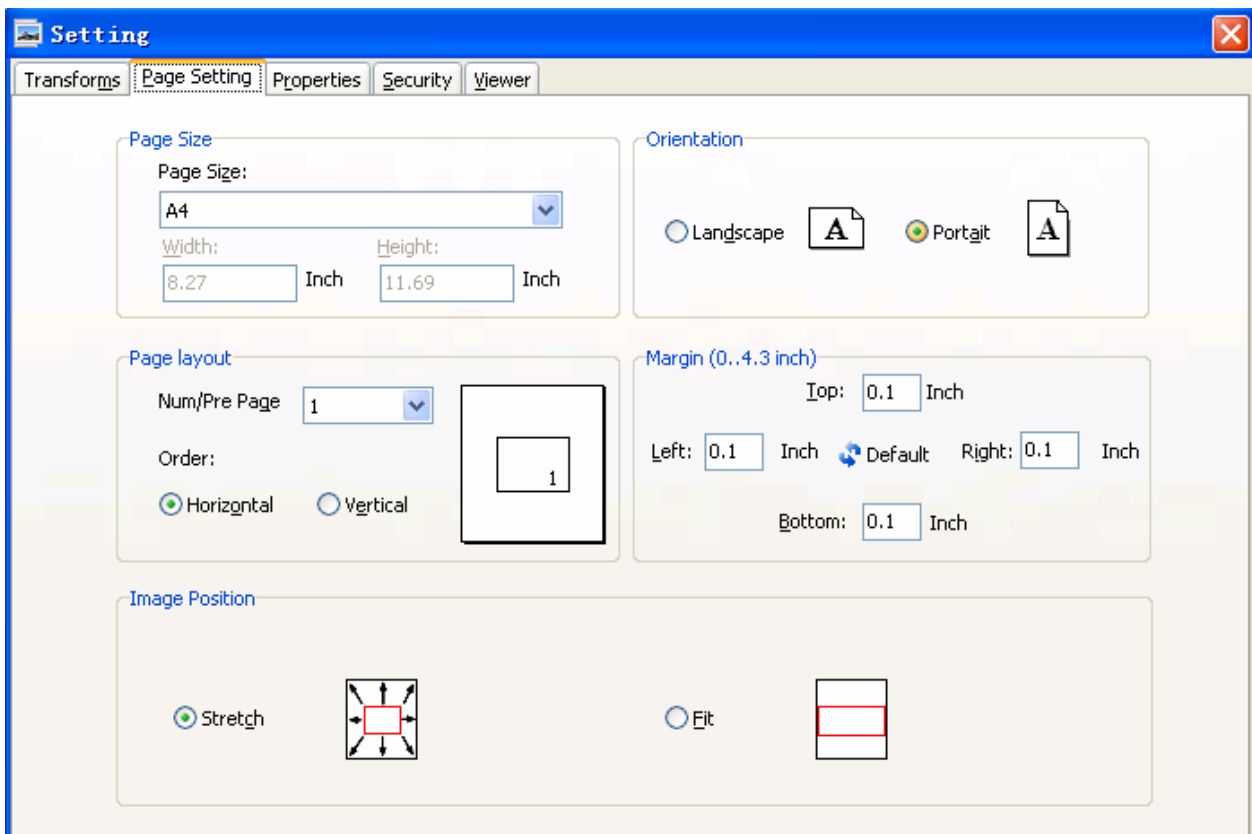 Setting
Transforms Page Setting Properties Security Viewer
Page Size
Page Size:
A4
Width: Height:
8.27 Inch 11.69 Inch
Orientation
Landscape A Portait A
Page layout
Num/Pre Page 1
Order:
Horizontal Vertical
1
Margin (0..4.3 inch)
Top: 0.1 Inch
Left: 0.1 Inch Default Right: 0.1 Inch
Bottom: 0.1 Inch
Image Position
Stretch Fit